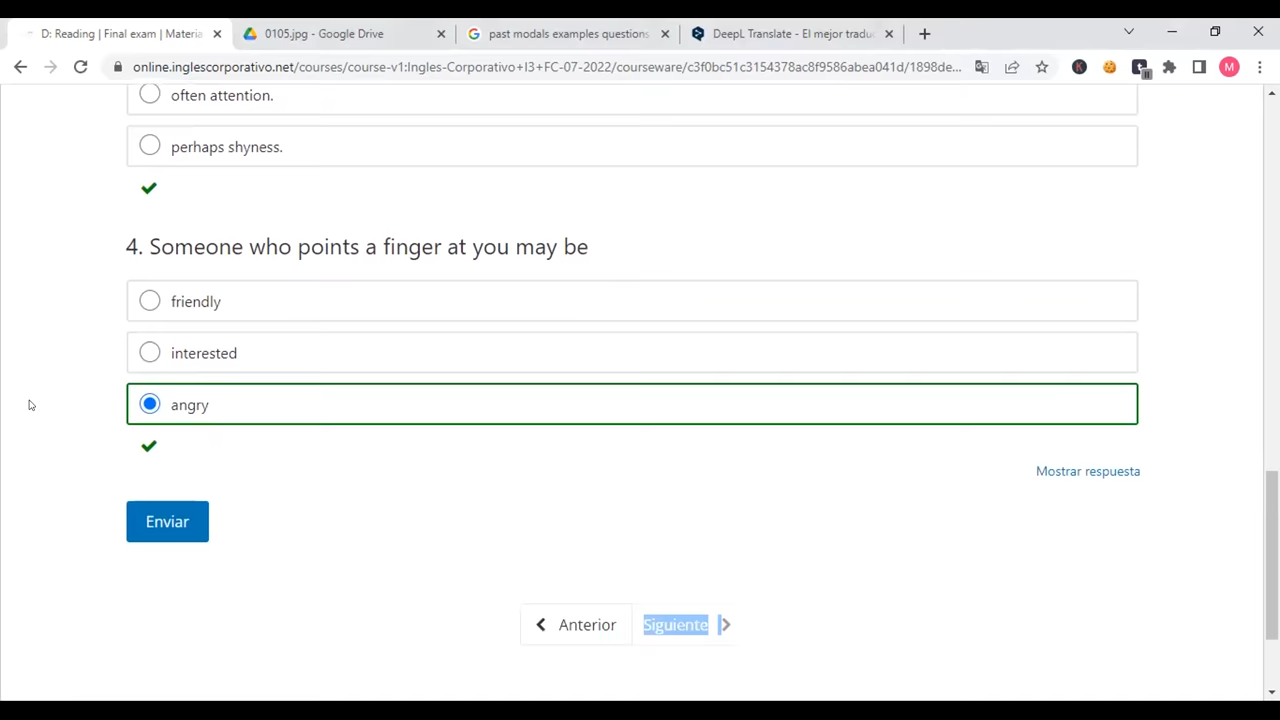 D: Reading | Final exam | Materia
0105.jpg - Google Drive
past modals examples questions
DeepL Translate - El mejor traduc
online.inglescorporativo.net/courses/course-v1:Ingles-Corporativo+I3+FC-07-2022/courseware/c3f0bc51c3154378ac8f9586abea041d/1898de...
K
M
often attention.
perhaps shyness.
4. Someone who points a finger at you may be
friendly
interested
angry
Mostrar respuesta
Enviar
Anterior
Siguiente